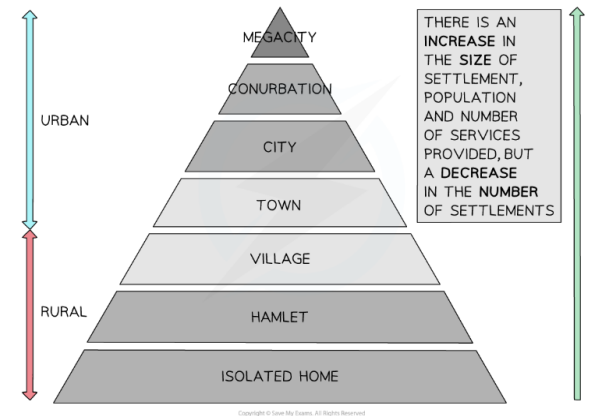 MEGACITY
CONURBATION
CITY
TOWN
VILLAGE
HAMLET
ISOLATED HOME
URBAN
RURAL
THERE IS AN
INCREASE IN
THE SIZE OF
SETTLEMENT,
POPULATION
AND NUMBER
OF SERVICES
PROVIDED, BUT
A DECREASE
IN THE NUMBER
OF SETTLEMENTS
Copyright © Save My Exams. All Rights Reserved